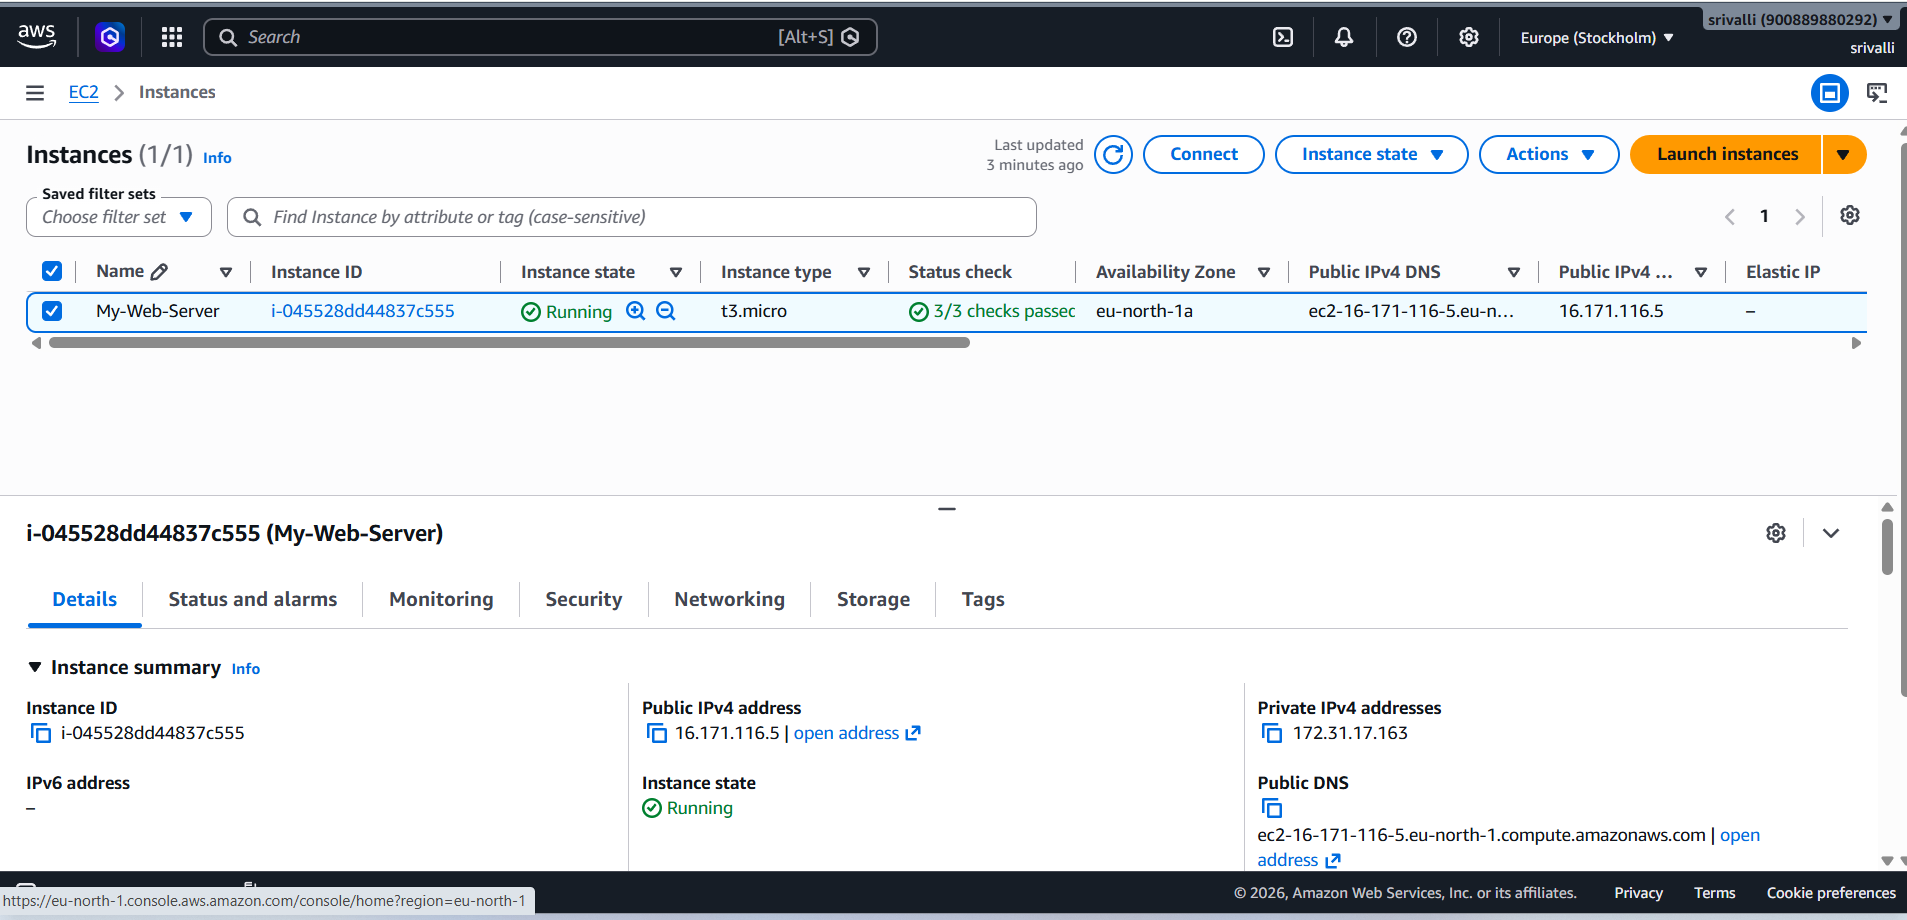 aws
Search [Alt+S]
Europe (Stockholm)
srivalli (900889880292)
srivalli
EC2 Instances
Instances (1/1) Info
Last updated
3 minutes ago
Connect
Instance state
Actions
Launch instances
Saved filter sets
Choose filter set
Find Instance by attribute or tag (case-sensitive)
1
Name Instance ID Instance state Instance type Status check Availability Zone Public IPv4 DNS Public IPv4 ... Elastic IP
My-Web-Server i-045528dd44837c555 Running t3.micro 3/3 checks passec eu-north-1a ec2-16-171-116-5.eu-n... 16.171.116.5 –
i-045528dd44837c555 (My-Web-Server)
Details Status and alarms Monitoring Security Networking Storage Tags
Instance summary Info
Instance ID
i-045528dd44837c555
Public IPv4 address
16.171.116.5 | open address
Private IPv4 addresses
172.31.17.163
IPv6 address
–
Instance state
Running
Public DNS
ec2-16-171-116-5.eu-north-1.compute.amazonaws.com | open
address
https://eu-north-1.console.aws.amazon.com/console/home?region=eu-north-1
© 2026, Amazon Web Services, Inc. or its affiliates. Privacy Terms Cookie preferences